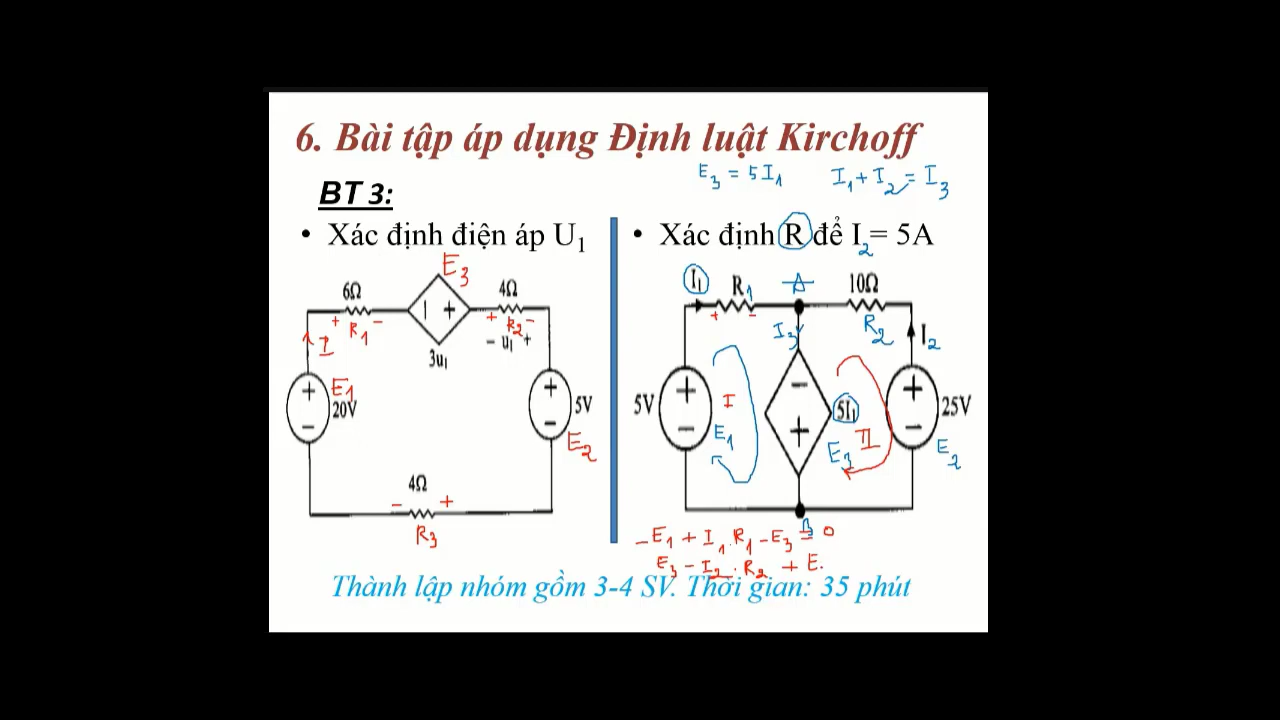 6. Bài tập áp dụng Định luật Kirchoff
E3 = 5I1
I1 + I2 = I3
BT 3:
• Xác định điện áp U1
E3
6Ω
+ R1 -
4Ω
+ R2 -
- u1 +
- +
3u1
I
+
-
E1
20V
+
-
5V
E2
4Ω
- +
R3
• Xác định R để I2 = 5A
I1
R1
+ -
A
10Ω
R2
I3
I2
5V
+
-
I
E1
-
+
5I1
E3
II
+
-
25V
E2
B
-E1 + I1.R1 - E3 = 0
E3 - I2.R2 + E.
Thành lập nhóm gồm 3-4 SV. Thời gian: 35 phút